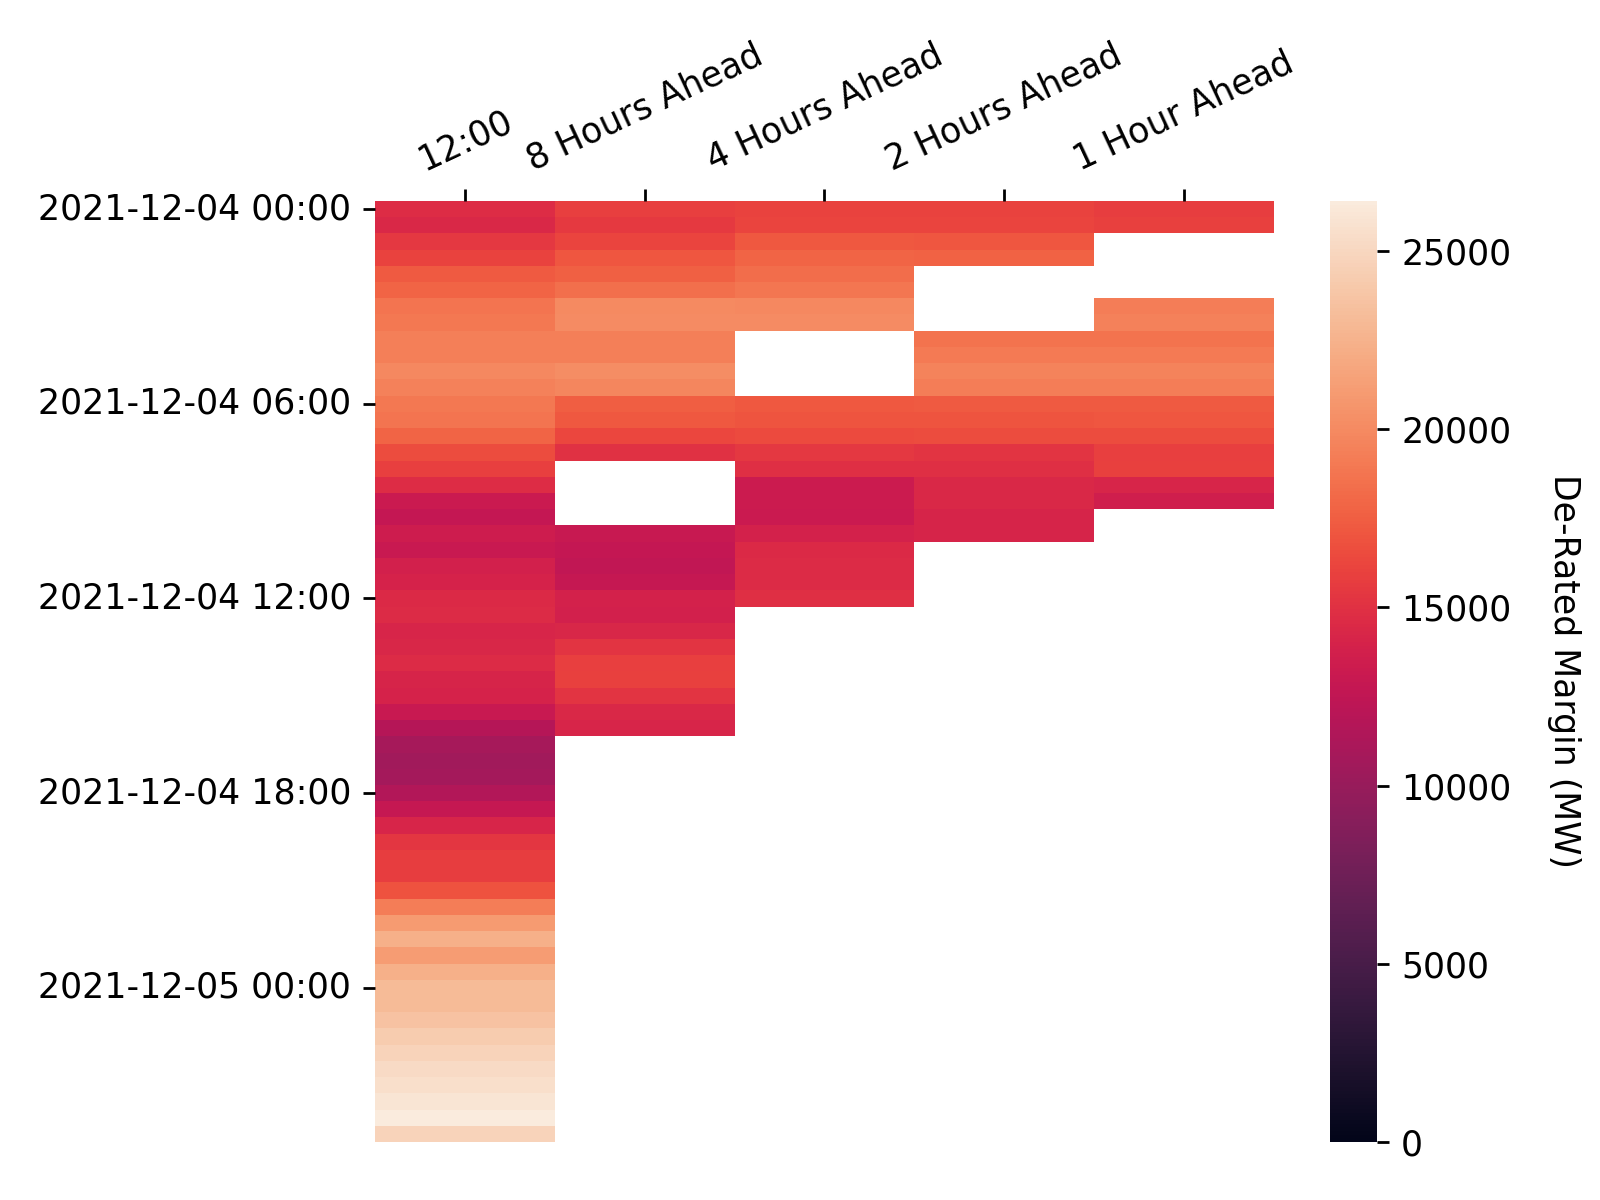 12:00
8 Hours Ahead
4 Hours Ahead
2 Hours Ahead
1 Hour Ahead
2021-12-04 00:00
2021-12-04 06:00
2021-12-04 12:00
2021-12-04 18:00
2021-12-05 00:00
25000
20000
15000
10000
5000
0
De-Rated Margin (MW)